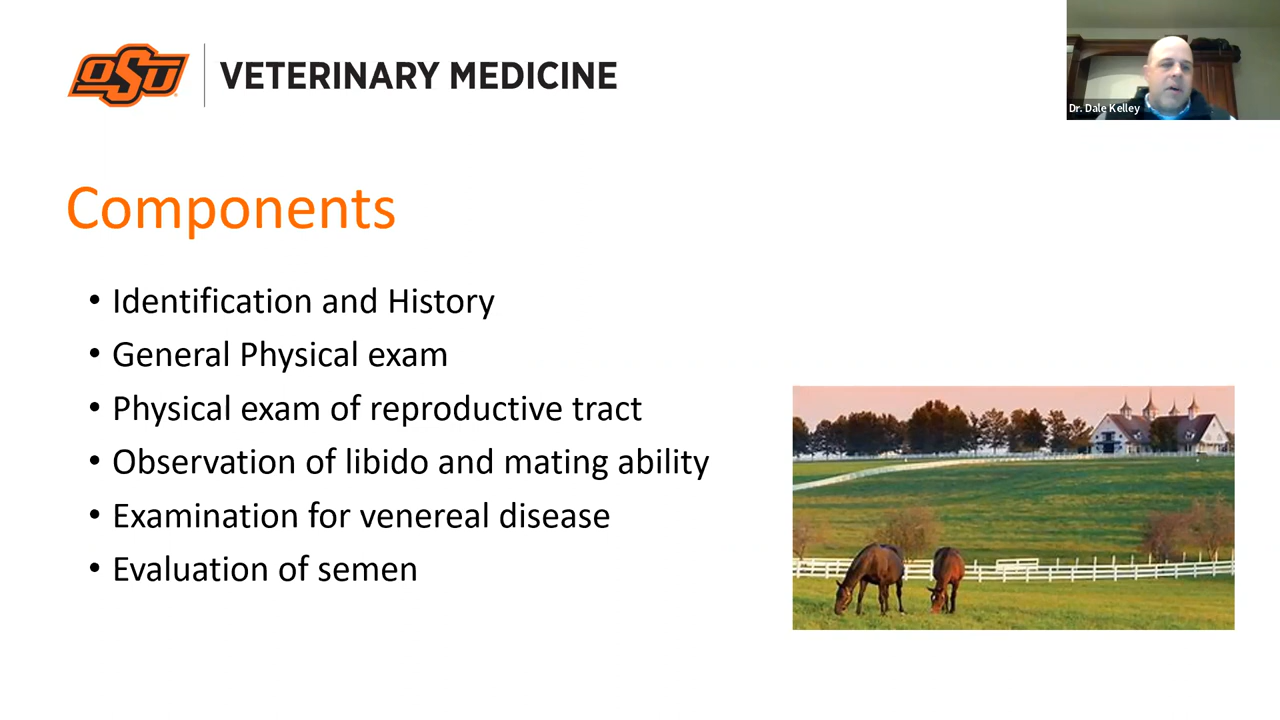 OSU VETERINARY MEDICINE
Dr. Dale Kelley
Components
• Identification and History
• General Physical exam
• Physical exam of reproductive tract
• Observation of libido and mating ability
• Examination for venereal disease
• Evaluation of semen